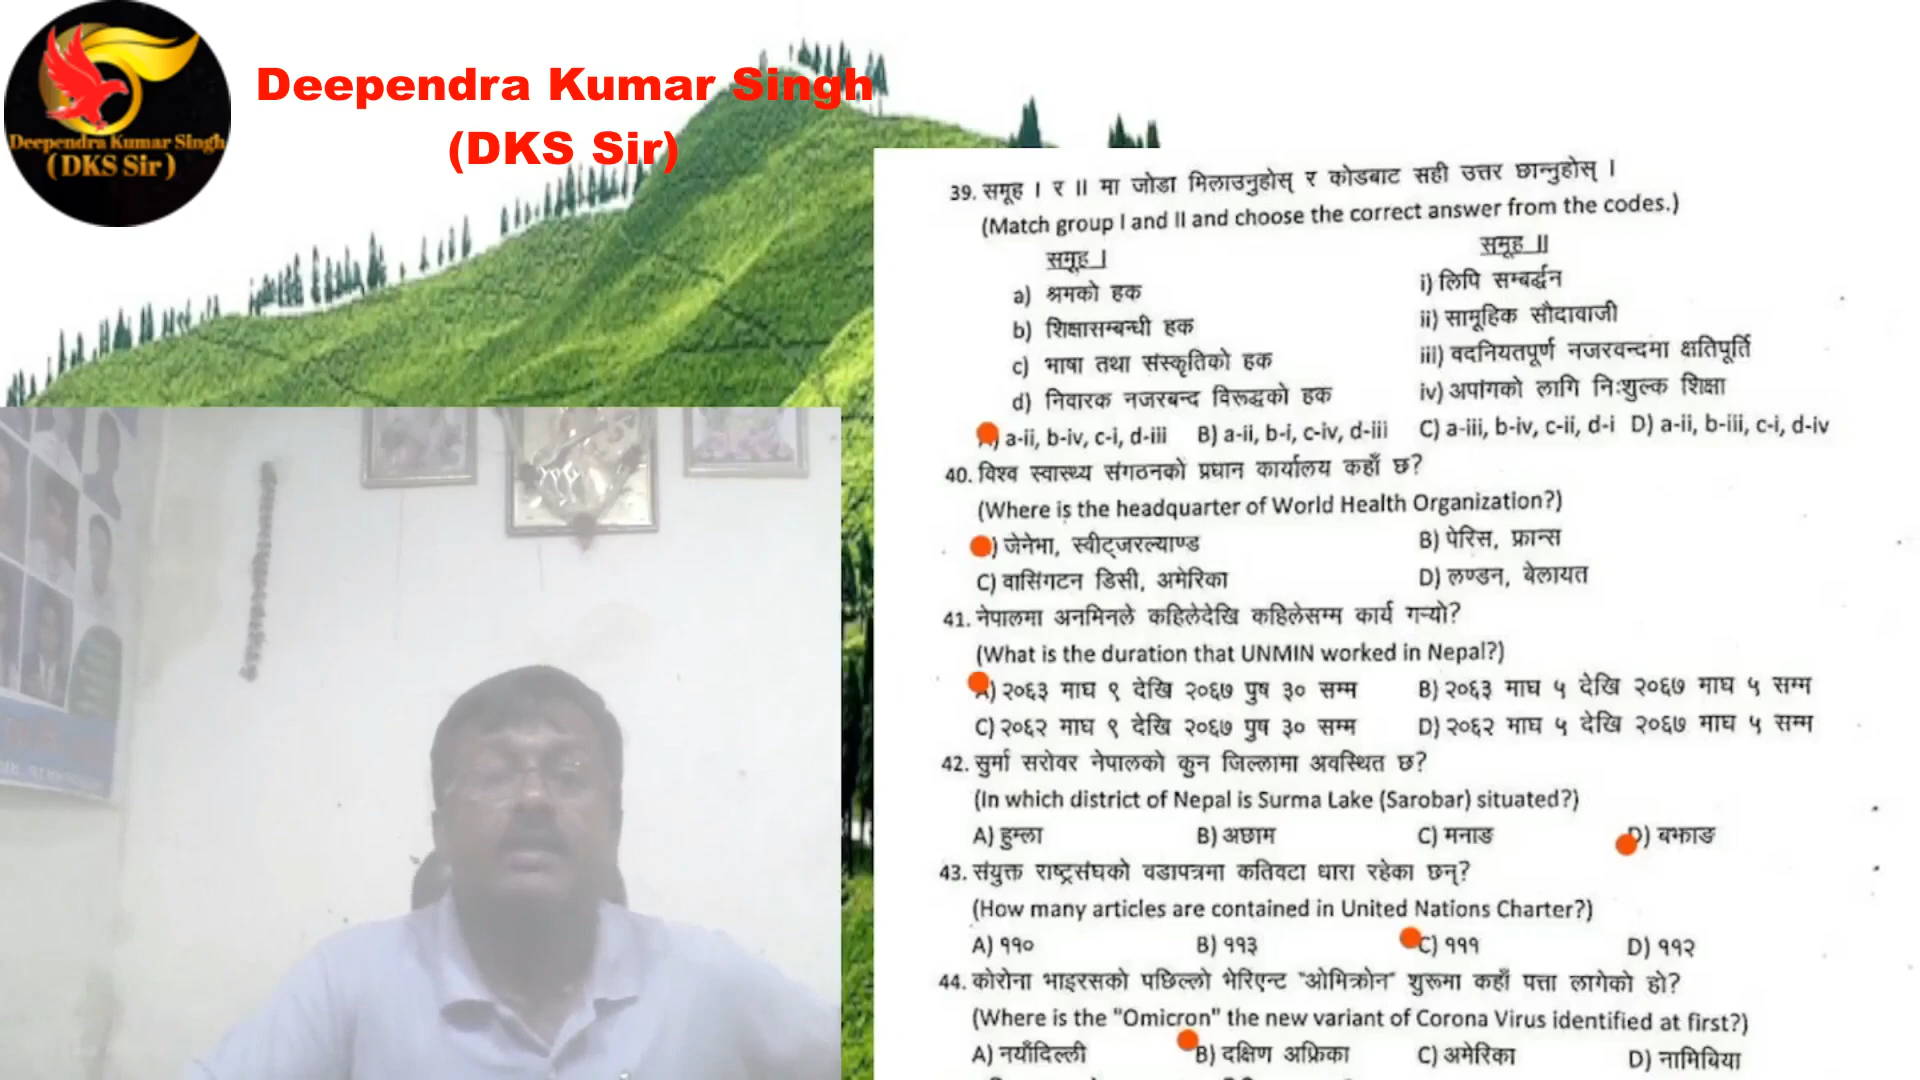 Deependra Kumar Singh
(DKS Sir)
Deependra Kumar Singh
(DKS Sir)
39. समूह I र II मा जोडा मिलाउनुहोस् र कोडबाट सही उत्तर छान्नुहोस् ।
(Match group I and II and choose the correct answer from the codes.)
समूह I
समूह II
a) श्रमको हक
i) लिपि सम्बर्द्धन
b) शिक्षासम्बन्धी हक
ii) सामूहिक सौदावाजी
c) भाषा तथा संस्कृतिको हक
iii) वदनियतपूर्ण नजरवन्दमा क्षतिपूर्ति
d) निवारक नजरबन्द विरूद्धको हक
iv) अपांगको लागि निःशुल्क शिक्षा
A) a-ii, b-iv, c-i, d-iii B) a-ii, b-i, c-iv, d-iii C) a-iii, b-iv, c-ii, d-i D) a-ii, b-iii, c-i, d-iv
40. विश्व स्वास्थ्य संगठनको प्रधान कार्यालय कहाँ छ?
(Where is the headquarter of World Health Organization?)
) जेनेभा, स्वीट्जरल्याण्ड B) पेरिस, फ्रान्स
C) वासिंगटन डिसी, अमेरिका D) लण्डन, बेलायत
41. नेपालमा अनमिनले कहिलेदेखि कहिलेसम्म कार्य गऱ्यो?
(What is the duration that UNMIN worked in Nepal?)
A) २०६३ माघ ९ देखि २०६७ पुष ३० सम्म B) २०६३ माघ ५ देखि २०६७ माघ ५ सम्म
C) २०६२ माघ ९ देखि २०६७ पुष ३० सम्म D) २०६२ माघ ५ देखि २०६७ माघ ५ सम्म
42. सुर्मा सरोवर नेपालको कुन जिल्लामा अवस्थित छ?
(In which district of Nepal is Surma Lake (Sarobar) situated?)
A) हुम्ला B) अछाम C) मनाङ D) बझाङ
43. संयुक्त राष्ट्रसंघको वडापत्रमा कतिवटा धारा रहेका छन्?
(How many articles are contained in United Nations Charter?)
A) ११० B) ११३ C) १११ D) ११२
44. कोरोना भाइरसको पछिल्लो भेरिएन्ट "ओमिक्रोन" शुरूमा कहाँ पत्ता लागेको हो?
(Where is the "Omicron" the new variant of Corona Virus identified at first?)
A) नयाँदिल्ली B) दक्षिण अफ्रिका C) अमेरिका D) नामिबिया